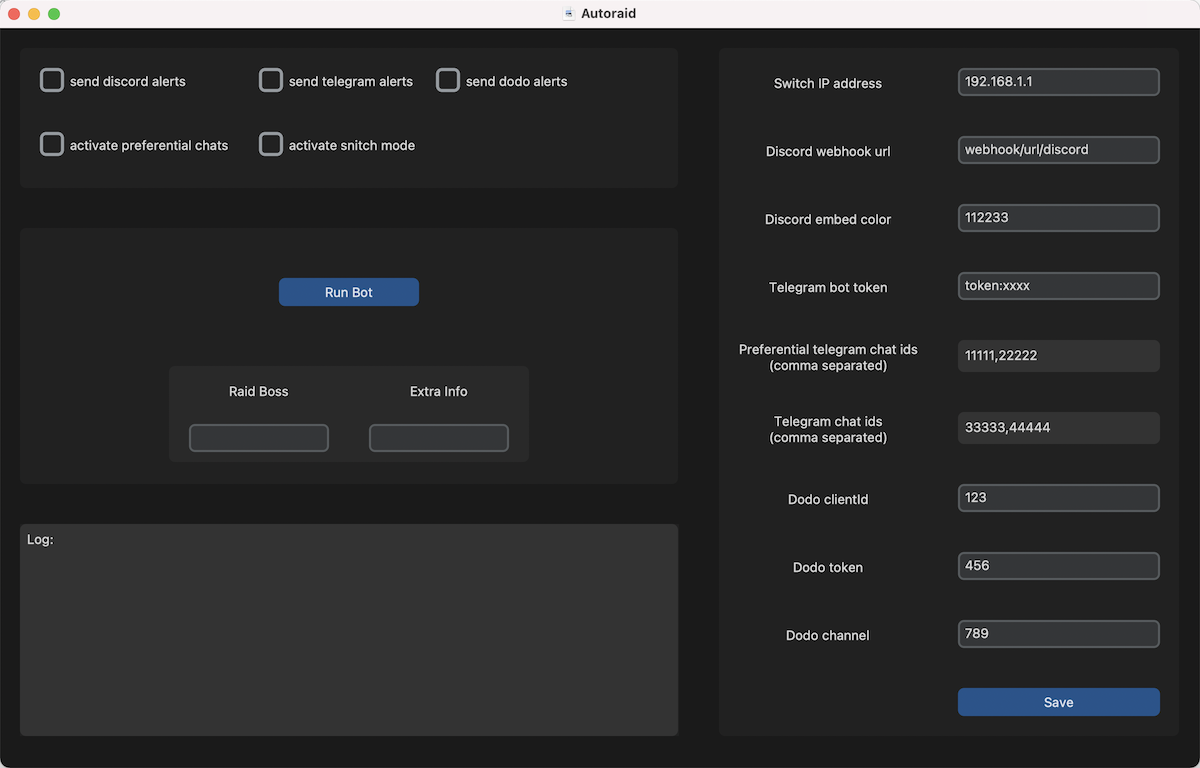 Autoraid
send discord alerts
send telegram alerts
send dodo alerts
activate preferential chats
activate snitch mode
Run Bot
Raid Boss
Extra Info
Log:
Switch IP address
192.168.1.1
Discord webhook url
webhook/url/discord
Discord embed color
112233
Telegram bot token
token:xxxx
Preferential telegram chat ids
(comma separated)
11111,22222
Telegram chat ids
(comma separated)
33333,44444
Dodo clientId
123
Dodo token
456
Dodo channel
789
Save